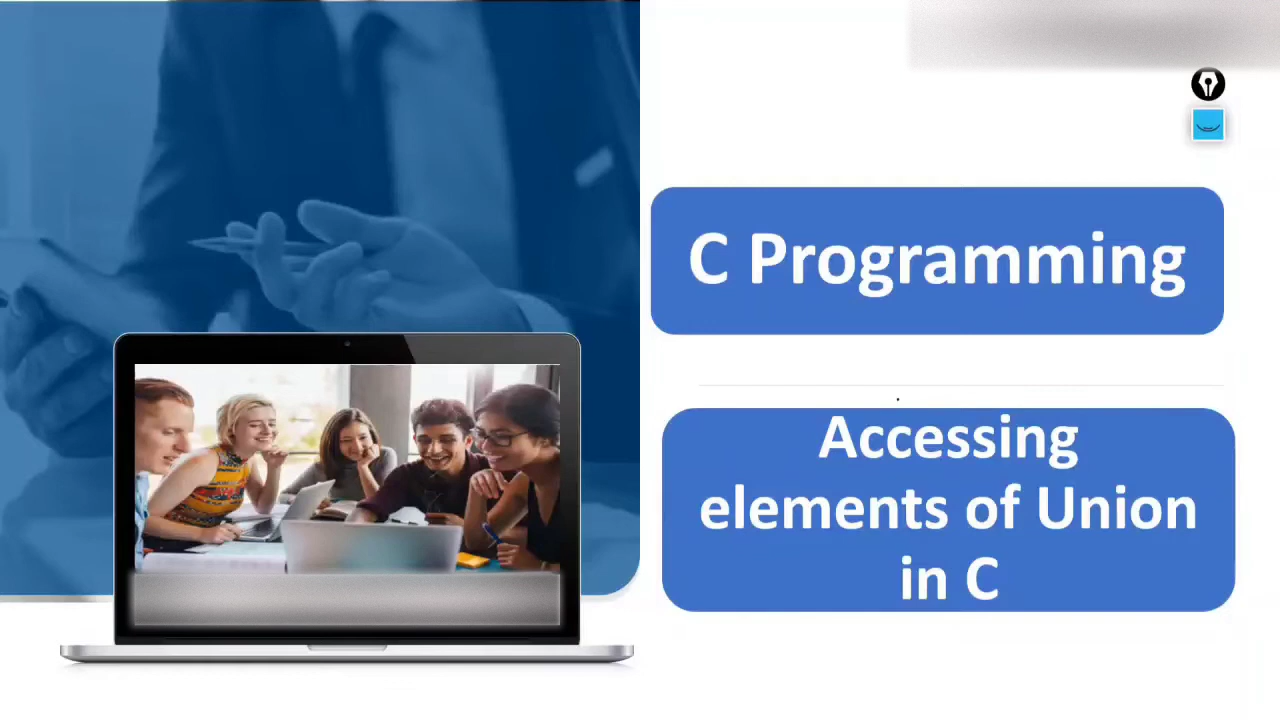 C Programming
Accessing
elements of Union
in C